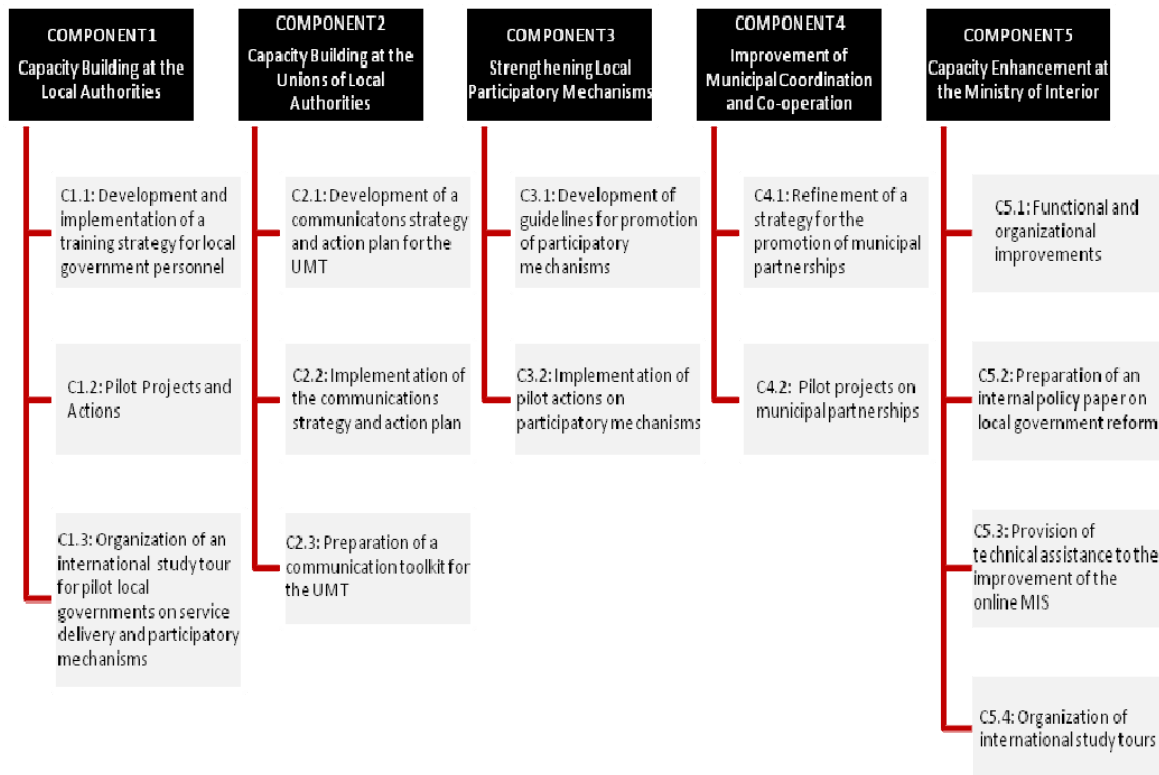 COMPONENT1
Capacity Building at the
Local Authorities
C1.1: Development and
implementation of a
training strategy for local
government personnel
C1.2: Pilot Projects and
Actions
C1.3: Organization of an
international study tour
for pilot local
governments on service
delivery and participatory
mechanisms
COMPONENT2
Capacity Building at the
Unions of Local
Authorities
C2.1: Development of a
communicatons strategy
and action plan for the
UMT
C2.2: Implementation of
the communications
strategy and action plan
C2.3: Preparation of a
communication toolkit for
the UMT
COMPONENT3
Strengthening Local
Participatory Mechanisms
C3.1: Development of
guidelines for promotion
of participatory
mechanisms
C3.2: Implementation of
pilot actions on
participatory mechanisms
COMPONENT4
Improvement of
Municipal Coordination
and Co-operation
C4.1: Refinement of a
strategy for the
promotion of municipal
partnerships
C4.2: Pilot projects on
municipal partnerships
COMPONENT5
Capacity Enhancement at
the Ministry of Interior
C5.1: Functional and
organizational
improvements
C5.2: Preparation of an
internal policy paper on
local government reform
C5.3: Provision of
technical assistance to the
improvement of the
online MIS
C5.4: Organization of
international study tours